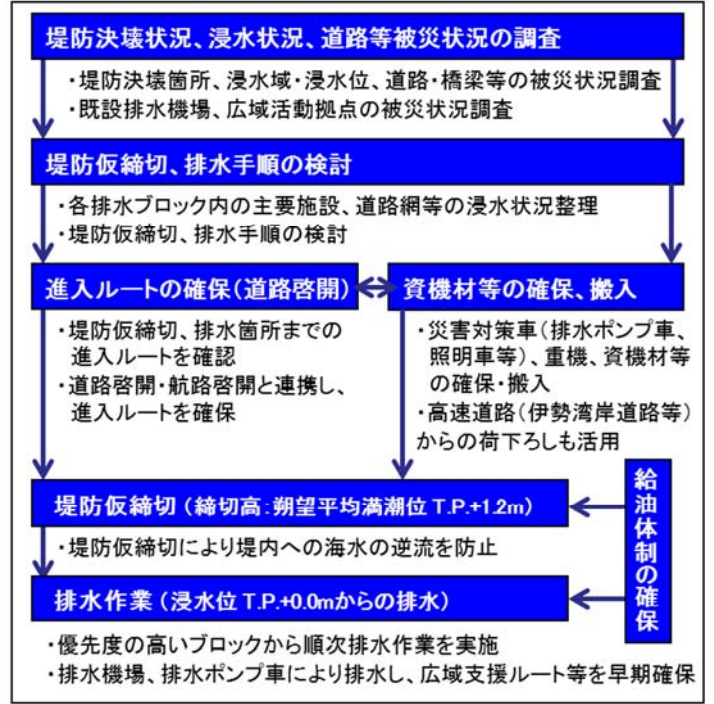 堤防決壊状況、浸水状況、道路等被災状況の調査
・堤防決壊箇所、浸水域・浸水位、道路・橋梁等の被災状況調査
・既設排水機場、広域活動拠点の被災状況調査
堤防仮締切、排水手順の検討
・各排水ブロック内の主要施設、道路網等の浸水状況整理
・堤防仮締切、排水手順の検討
進入ルートの確保(道路啓開)
・堤防仮締切、排水箇所までの
進入ルートを確認
・道路啓開・航路啓開と連携し、
進入ルートを確保
資機材等の確保、搬入
・災害対策車(排水ポンプ車、
照明車等)、重機、資機材等
の確保・搬入
・高速道路(伊勢湾岸道路等)
からの荷下ろしも活用
堤防仮締切(締切高:朔望平均満潮位 T.P.+1.2m)
・堤防仮締切により堤内への海水の逆流を防止
排水作業(浸水位 T.P.+0.0mからの排水)
・優先度の高いブロックから順次排水作業を実施
・排水機場、排水ポンプ車により排水し、広域支援ルート等を早期確保
給油体制の確保